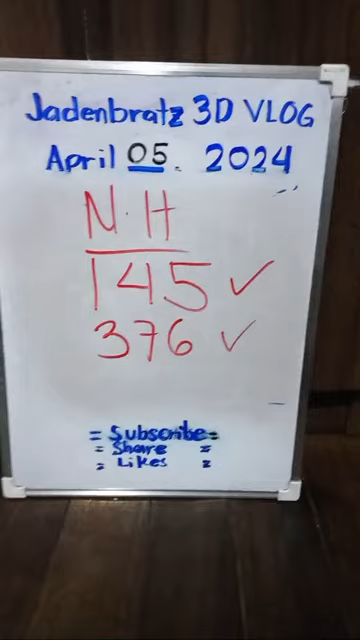 Jadenbratz 3D VLOG
April 05. 2024
N.H
145 ✓
376 ✓
= Subscribe=
= Share =
= Likes =